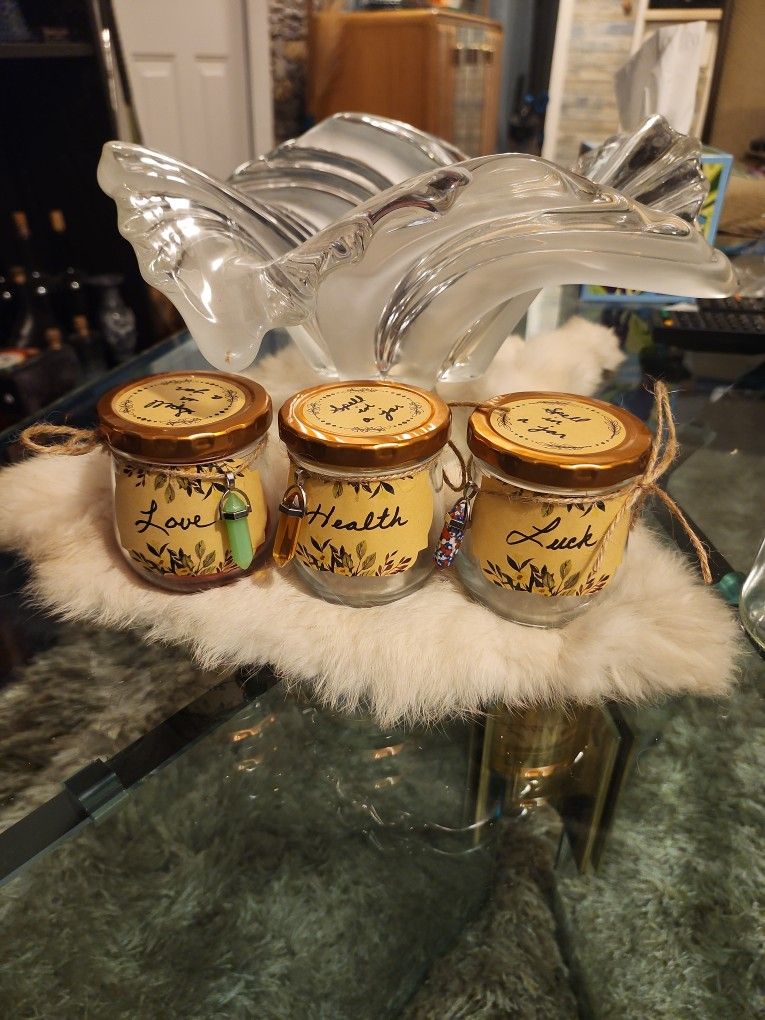 Spell
in
a Jar
Spell
in
a Jar
Love
Health
Luck